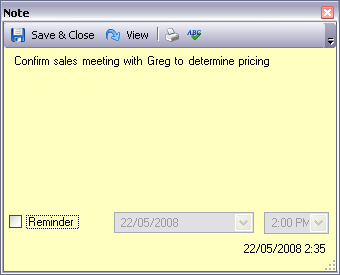 Note
Save & Close View ABC
Confirm sales meeting with Greg to determine pricing
Reminder 22/05/2008 2:00 PM
22/05/2008 2:35